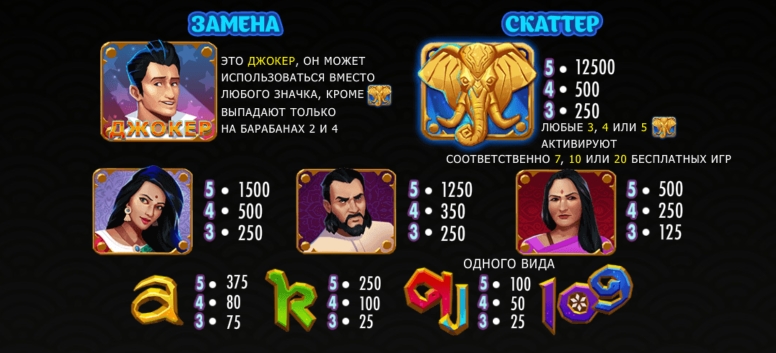 ЗАМЕНА
ДЖОКЕР
ЭТО ДЖОКЕР, ОН МОЖЕТ
ИСПОЛЬЗОВАТЬСЯ ВМЕСТО
ЛЮБОГО ЗНАЧКА, КРОМЕ
ВЫПАДАЮТ ТОЛЬКО
НА БАРАБАНАХ 2 И 4
СКАТТЕР
5 • 12500
4 • 500
3 • 250
ЛЮБЫЕ 3, 4 ИЛИ 5
АКТИВИРУЮТ
СООТВЕТСТВЕННО 7, 10 ИЛИ 20 БЕСПЛАТНЫХ ИГР
5 • 1500
4 • 500
3 • 250
5 • 1250
4 • 350
3 • 250
5 • 500
4 • 250
3 • 125
ОДНОГО ВИДА
a
5 • 375
4 • 80
3 • 75
k
5 • 250
4 • 100
3 • 25
q J
5 • 100
4 • 50
3 • 25
10 9